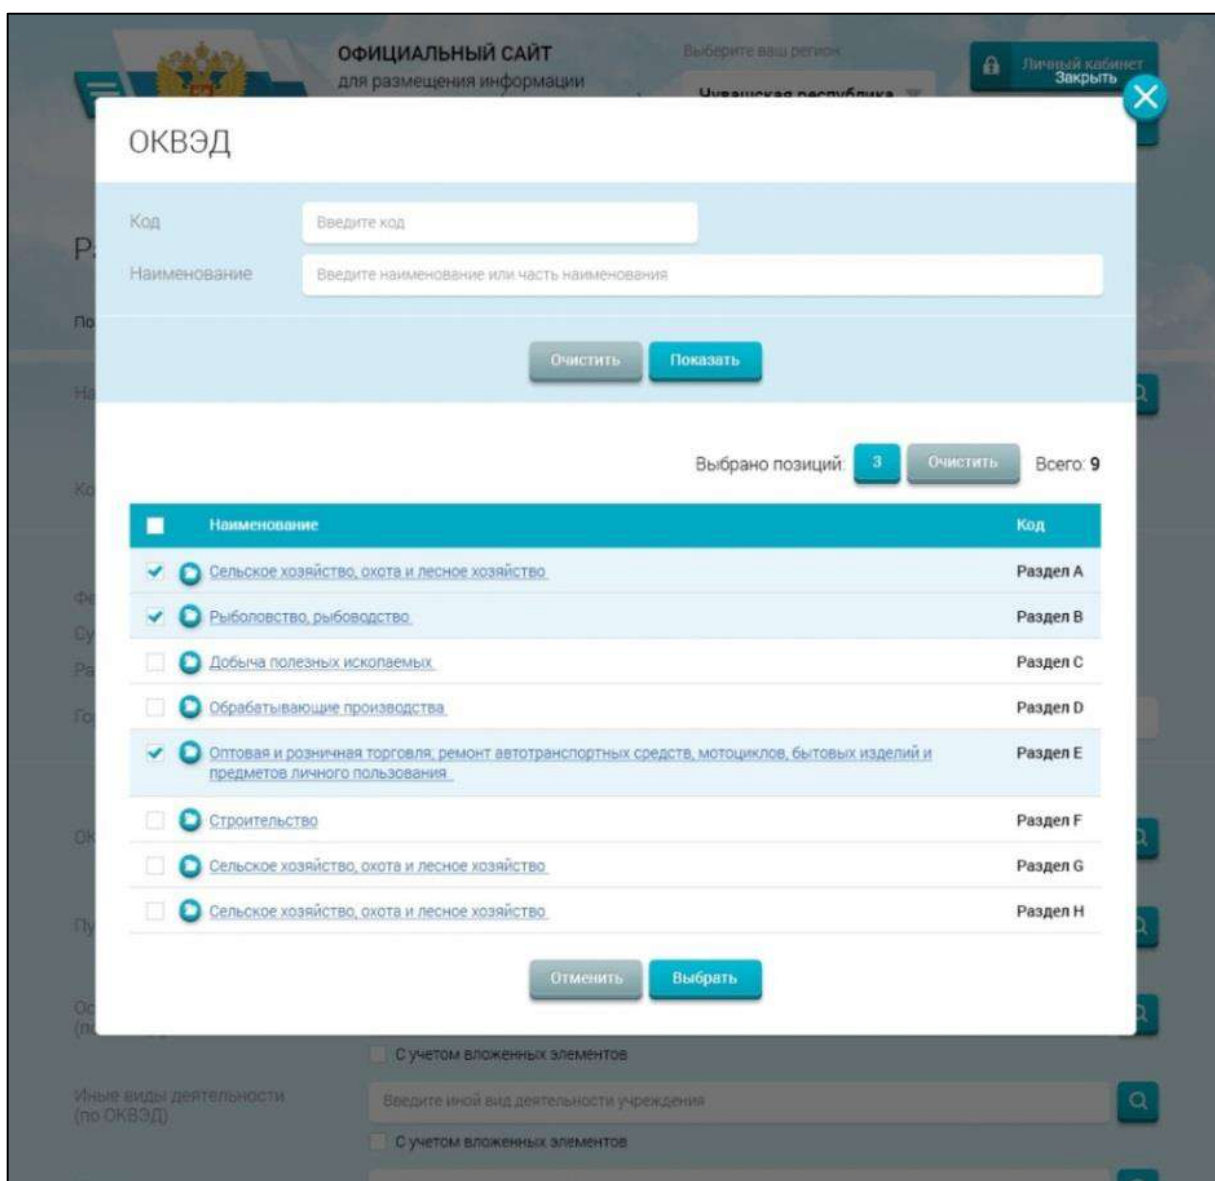 ОФИЦИАЛЬНЫЙ САЙТ
для размещения информации
Выберите ваш регион
Чувашская республика
Личный кабинет
Закрыть
ОКВЭД
Код
Введите код
Наименование
Введите наименование или часть наименования
Очистить
Показать
Выбрано позиций: 3 Очистить Всего: 9
Наименование Код
Сельское хозяйство, охота и лесное хозяйство Раздел A
Рыболовство, рыбоводство Раздел B
Добыча полезных ископаемых Раздел C
Обрабатывающие производства Раздел D
Оптовая и розничная торговля; ремонт автотранспортных средств, мотоциклов, бытовых изделий и Раздел E
предметов личного пользования
Строительство Раздел F
Сельское хозяйство, охота и лесное хозяйство Раздел G
Сельское хозяйство, охота и лесное хозяйство Раздел H
Отменить
Выбрать
С учетом вложенных элементов
Иные виды деятельности
(по ОКВЭД)
Введите иной вид деятельности учреждения
С учетом вложенных элементов